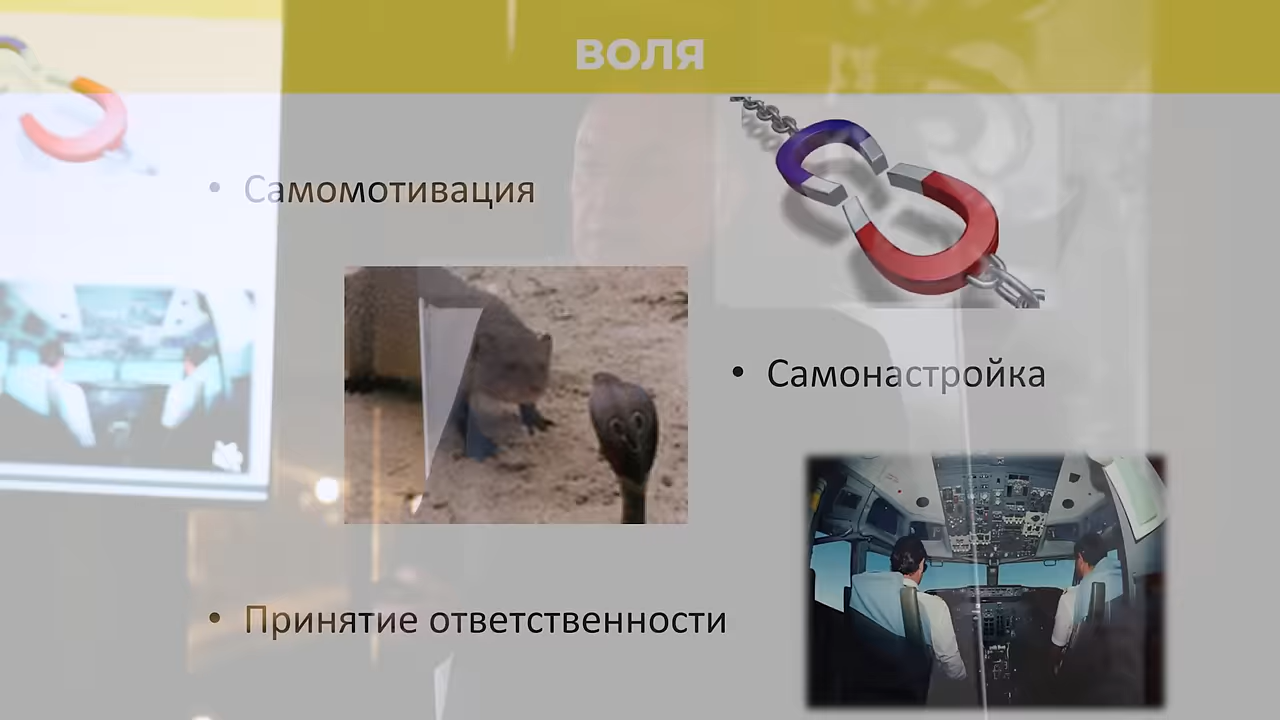 ВОЛЯ
• Самомотивация
• Самонастройка
• Принятие ответственности